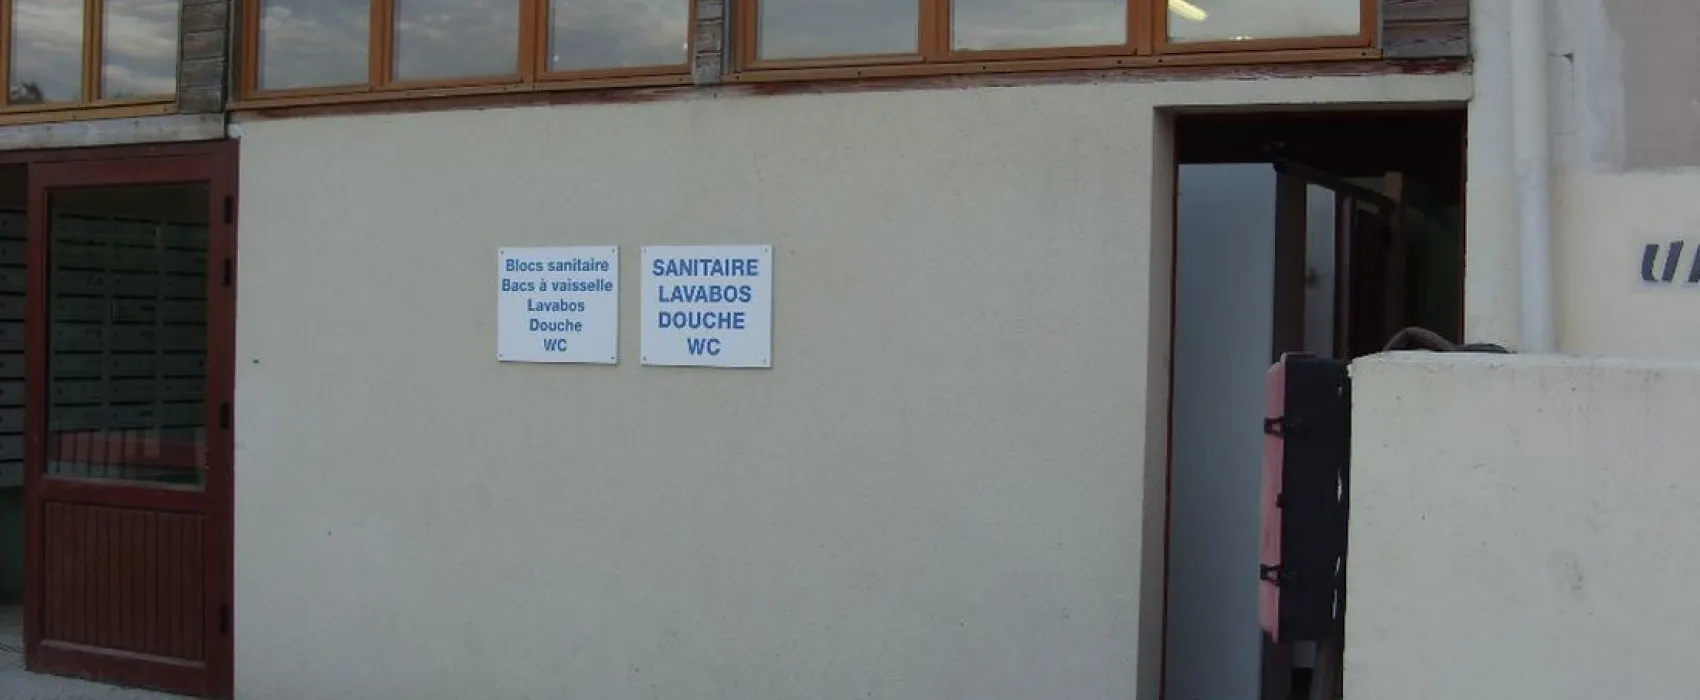 Blocs sanitaire
Bacs à vaisselle
Lavabos
Douche
WC
SANITAIRE
LAVABOS
DOUCHE
WC